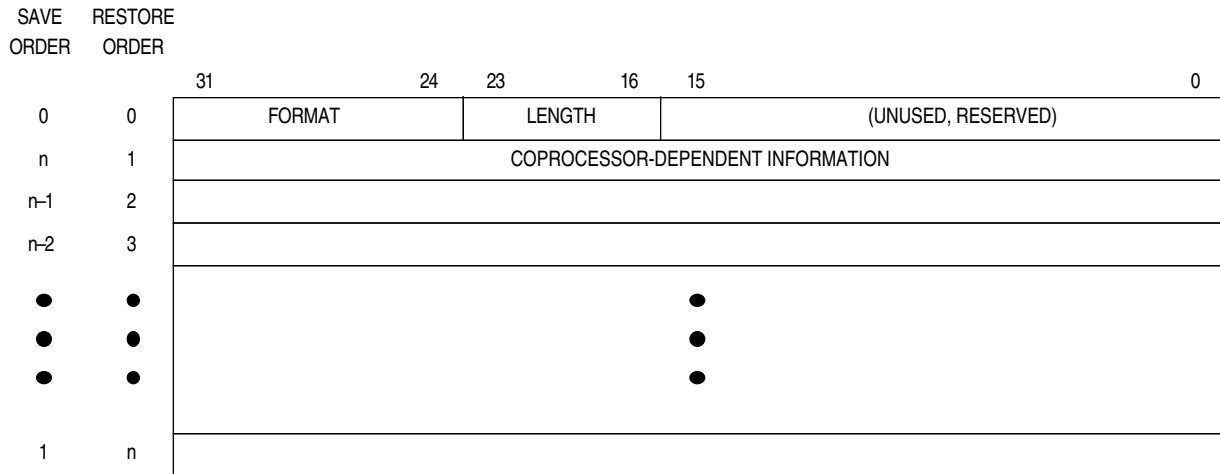 SAVE RESTORE
ORDER ORDER
31 24 23 16 15 0
0 0 FORMAT LENGTH (UNUSED, RESERVED)
n 1 COPROCESSOR-DEPENDENT INFORMATION
n–1 2
n–2 3
1 n